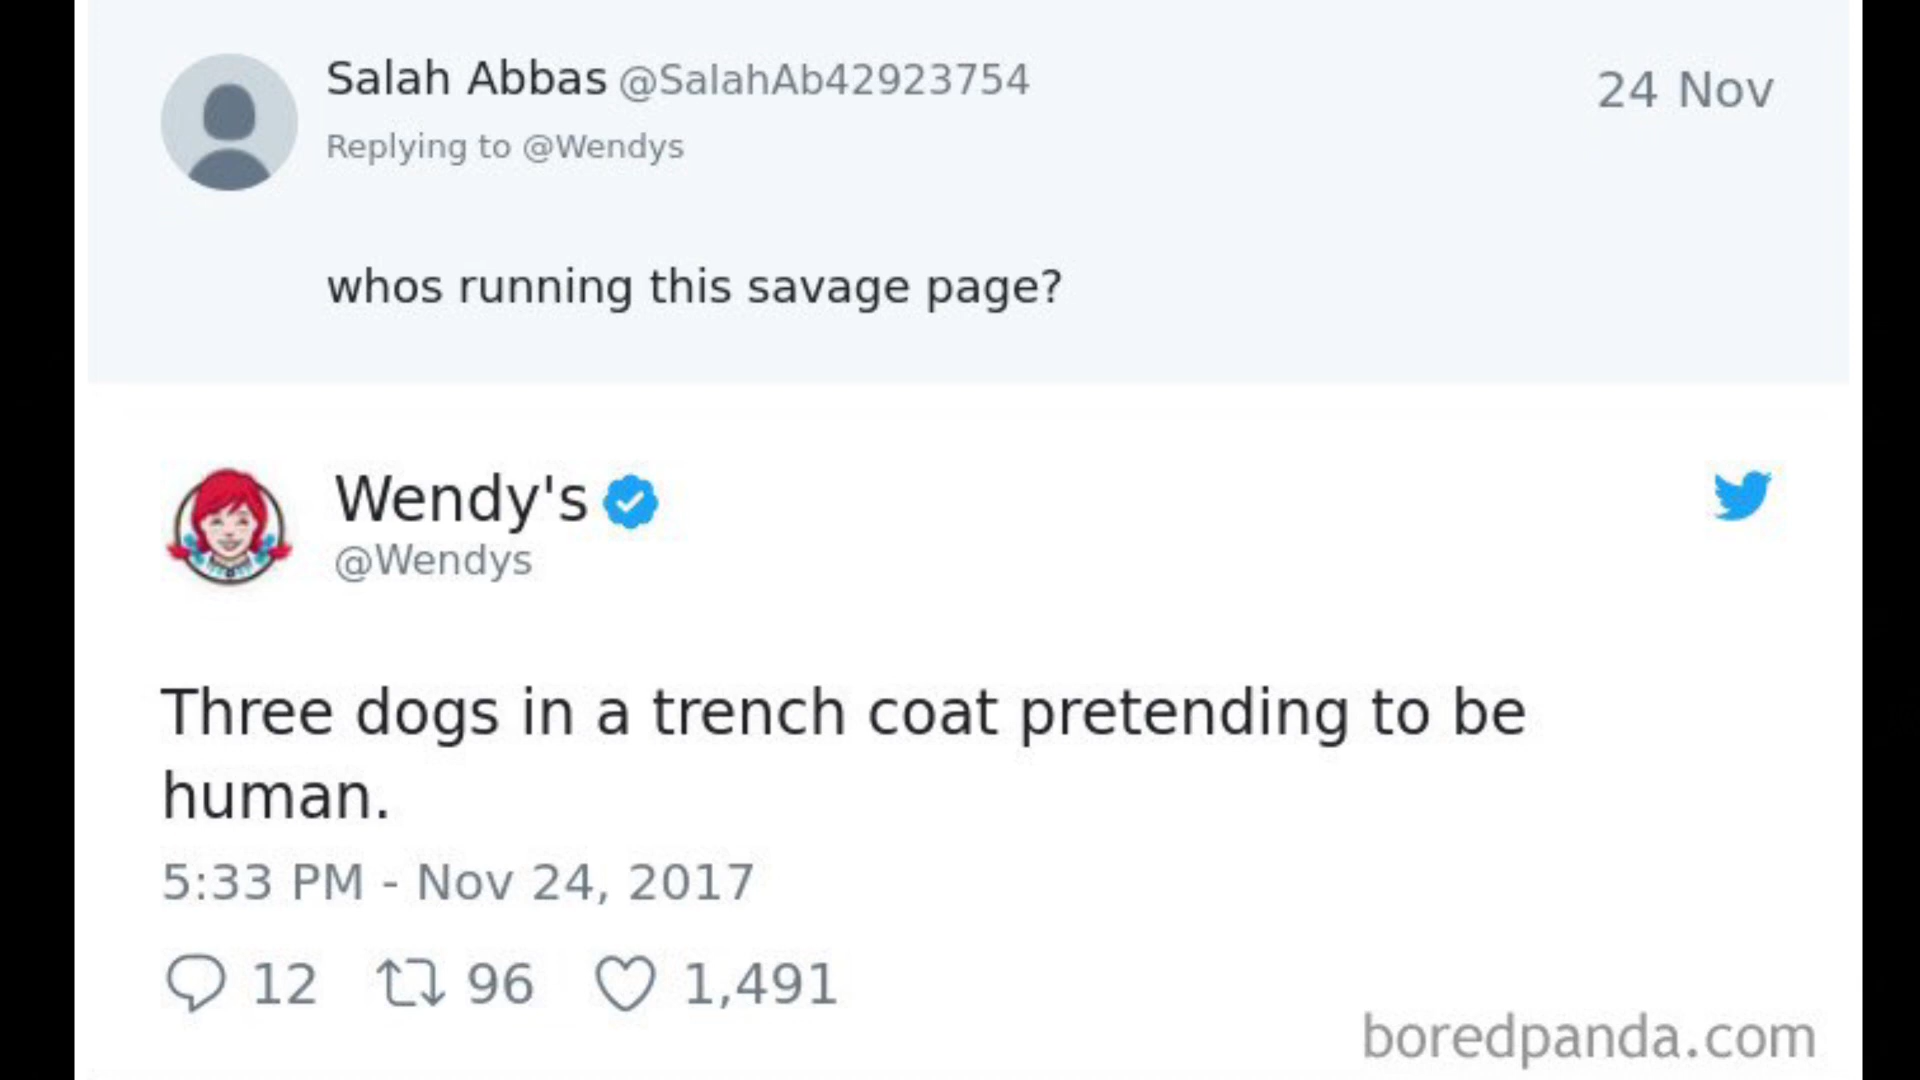 Salah Abbas @SalahAb42923754
24 Nov
Replying to @Wendys
whos running this savage page?
Wendy's
@Wendys
Three dogs in a trench coat pretending to be
human.
5:33 PM - Nov 24, 2017
12 96 1,491
boredpanda.com